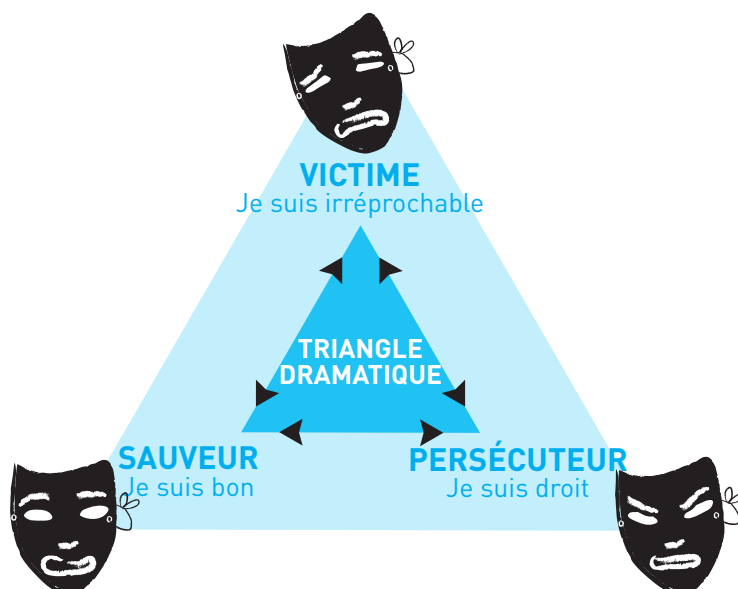 VICTIME
Je suis irréprochable
TRIANGLE
DRAMATIQUE
SAUVEUR
Je suis bon
PERSÉCUTEUR
Je suis droit